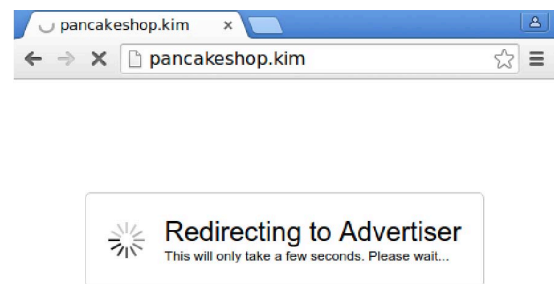 pancakeshop.kim
pancakeshop.kim
Redirecting to Advertiser
This will only take a few seconds. Please wait...